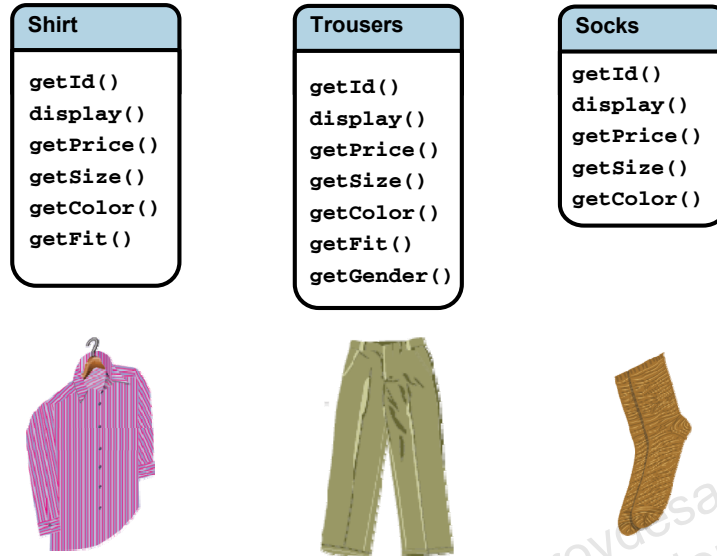 Shirt
getId()
display()
getPrice()
getSize()
getColor()
getFit()
Trousers
getId()
display()
getPrice()
getSize()
getColor()
getFit()
getGender()
Socks
getId()
display()
getPrice()
getSize()
getColor()